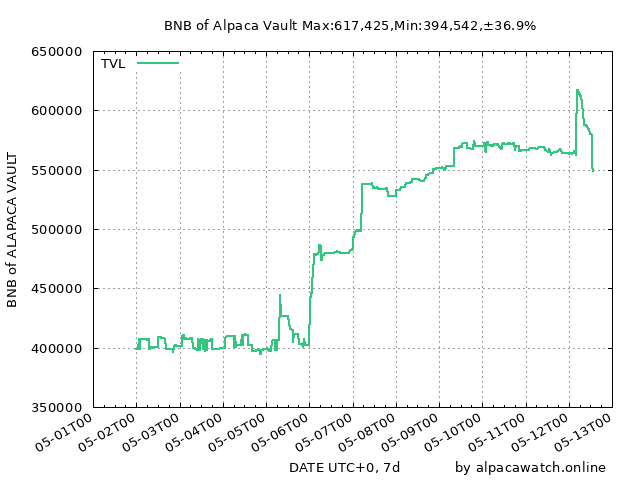 BNB of Alpaca Vault Max:617,425,Min:394,542,±36.9%
TVL
BNB of ALAPACA VAULT
650000
600000
550000
500000
450000
400000
350000
05-01T00
05-02T00
05-03T00
05-04T00
05-05T00
05-06T00
05-07T00
05-08T00
05-09T00
05-10T00
05-11T00
05-12T00
05-13T00
DATE UTC+0, 7d
by alpacawatch.online